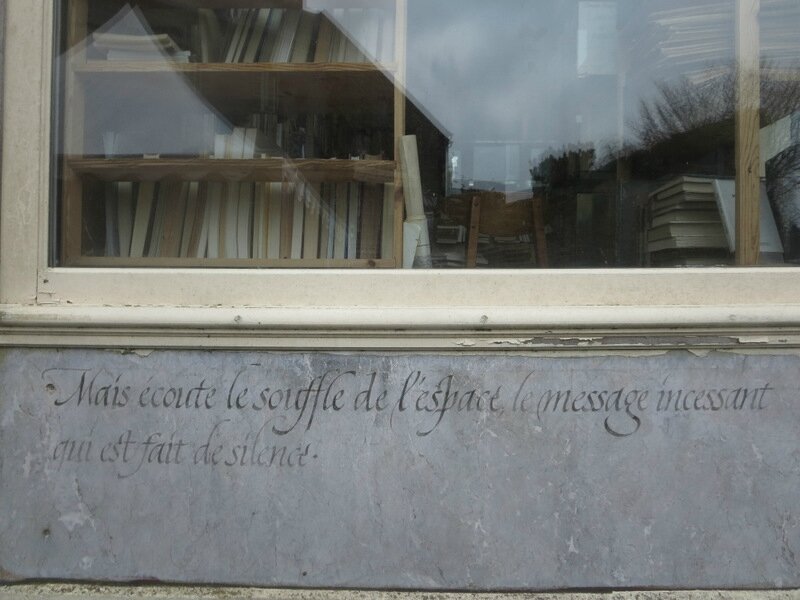 Mais écoute le souffle de l'espace, le message incessant
qui est fait de silence.